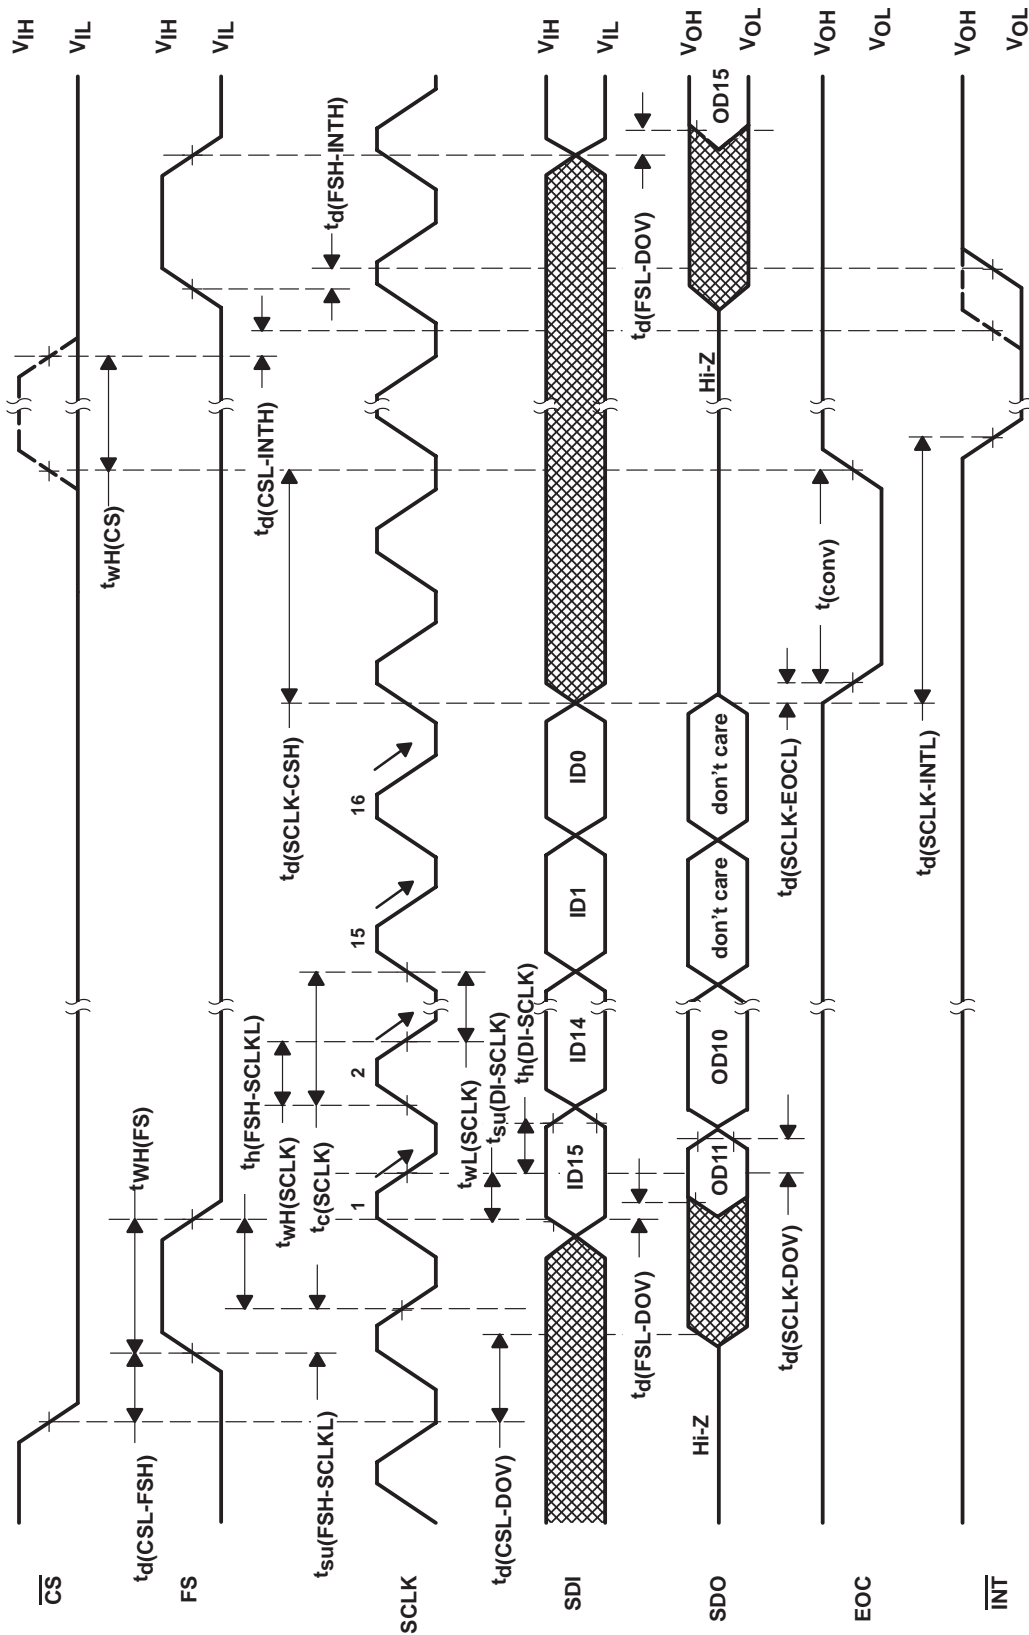 CS
VIH
VIL
td(CSL-FSH)
twH(CS)
FS
VIH
VIL
tWH(FS)
tsu(FSH-SCLKL)
th(FSH-SCLKL)
twH(SCLK)
tc(SCLK)
td(SCLK-CSH)
td(CSL-INTH)
td(FSH-INTH)
SCLK
1
2
15
16
twL(SCLK)
tsu(DI-SCLK)
th(DI-SCLK)
td(CSL-DOV)
SDI
ID15
ID14
ID1
ID0
VIH
VIL
td(FSL-DOV)
td(FSL-DOV)
SDO
Hi-Z
OD11
OD10
don't care
don't care
Hi-Z
OD15
VOH
VOL
td(SCLK-DOV)
td(SCLK-EOCL)
t(conv)
EOC
VOH
VOL
td(SCLK-INTL)
INT
VOH
VOL